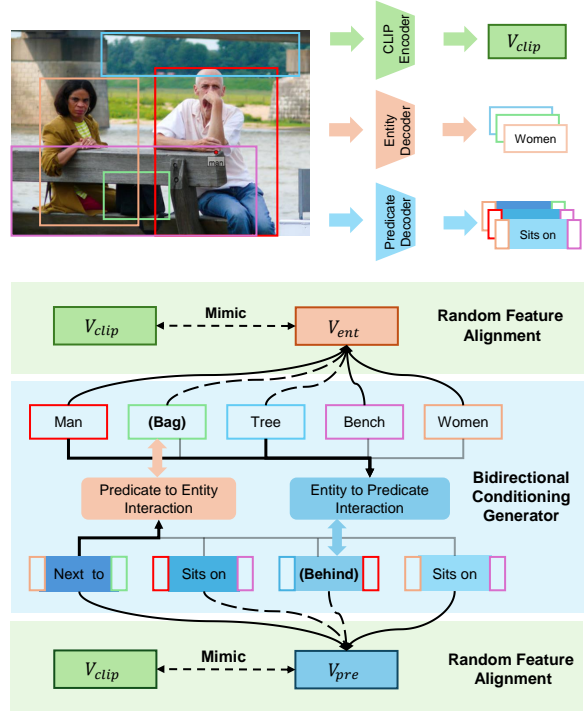 CLIP
Encoder
V_clip
Entity
Decoder
Women
Predicate
Decoder
Sits on
man
V_clip
Mimic
V_ent
Random Feature
Alignment
Man
(Bag)
Tree
Bench
Women
Predicate to Entity
Interaction
Entity to Predicate
Interaction
Bidirectional
Conditioning
Generator
Next to
Sits on
(Behind)
Sits on
V_clip
Mimic
V_pre
Random Feature
Alignment